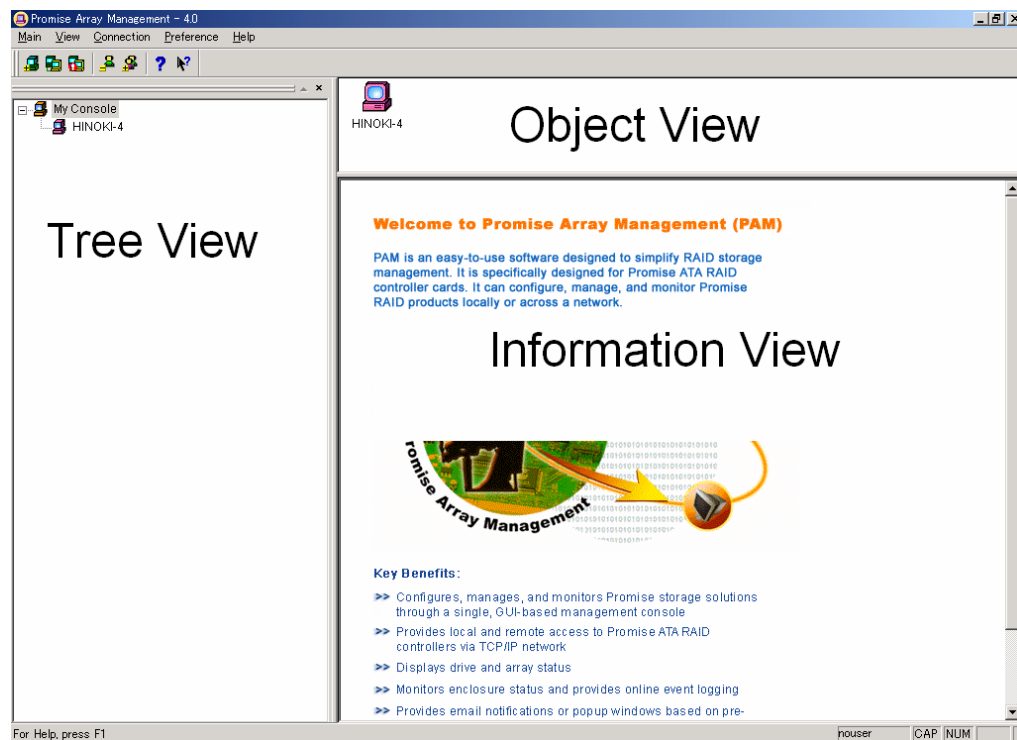 Promise Array Management - 4.0
Main View Connection Preference Help
My Console
HINOKI-4
Tree View
HINOKI-4
Object View
Welcome to Promise Array Management (PAM)
PAM is an easy-to-use software designed to simplify RAID storage
management. It is specifically designed for Promise ATA RAID
controller cards. It can configure, manage, and monitor Promise
RAID products locally or across a network.
Information View
romise Array Management
Key Benefits:
>> Configures, manages, and monitors Promise storage solutions
through a single, GUI-based management console
>> Provides local and remote access to Promise ATA RAID
controllers via TCP/IP network
>> Displays drive and array status
>> Monitors enclosure status and provides online event logging
>> Provides email notifications or popup windows based on pre-
For Help, press F1
nouser CAP NUM